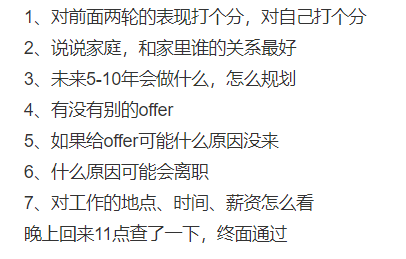 1、对前面两轮的表现打个分，对自己打个分
2、说说家庭，和家里谁的关系最好
3、未来5-10年会做什么，怎么规划
4、有没有别的offer
5、如果给offer可能什么原因没来
6、什么原因可能会离职
7、对工作的地点、时间、薪资怎么看
晚上回来11点查了一下，终面通过